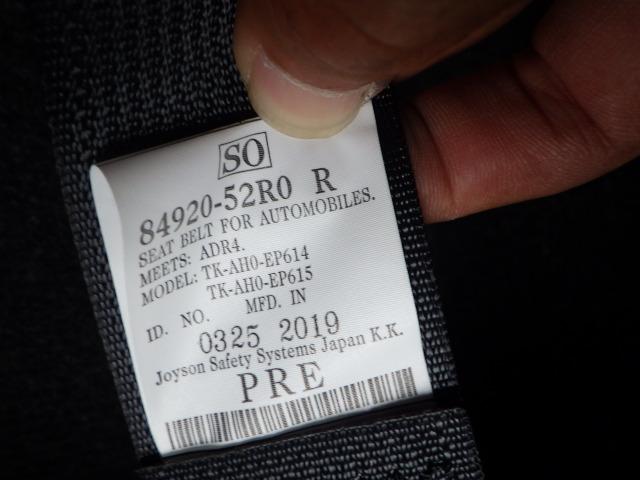 SO
84920-52R0 R
SEAT BELT FOR AUTOMOBILES.
MEETS: ADR4.
MODEL: TK-AH0-EP614
TK-AH0-EP615
ID. NO. MFD. IN
0325 2019
Joyson Safety Systems Japan K.K.
PRE